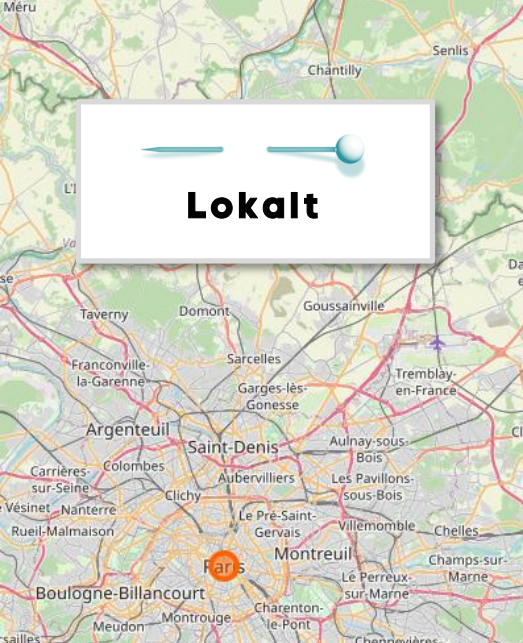 Méru
Senlis
Chantilly
Lokalt
Taverny
Domont
Goussainville
Sarcelles
Franconville-
la-Garenne
Tremblay-
en-France
Garges-lès-
Gonesse
Argenteuil
Saint-Denis
Aulnay-sous-
Bois
Carrières-
sur-Seine
Colombes
Aubervilliers
Les Pavillons-
sous-Bois
Clichy
Vésinet
Nanterre
Le Pré-Saint-
Gervais
Rueil-Malmaison
Villemomble
Chelles
Montreuil
Paris
Champs-sur-
Marne
Le Perreux-
sur-Marne
Boulogne-Billancourt
Charenton-
le-Pont
Montrouge
Meudon